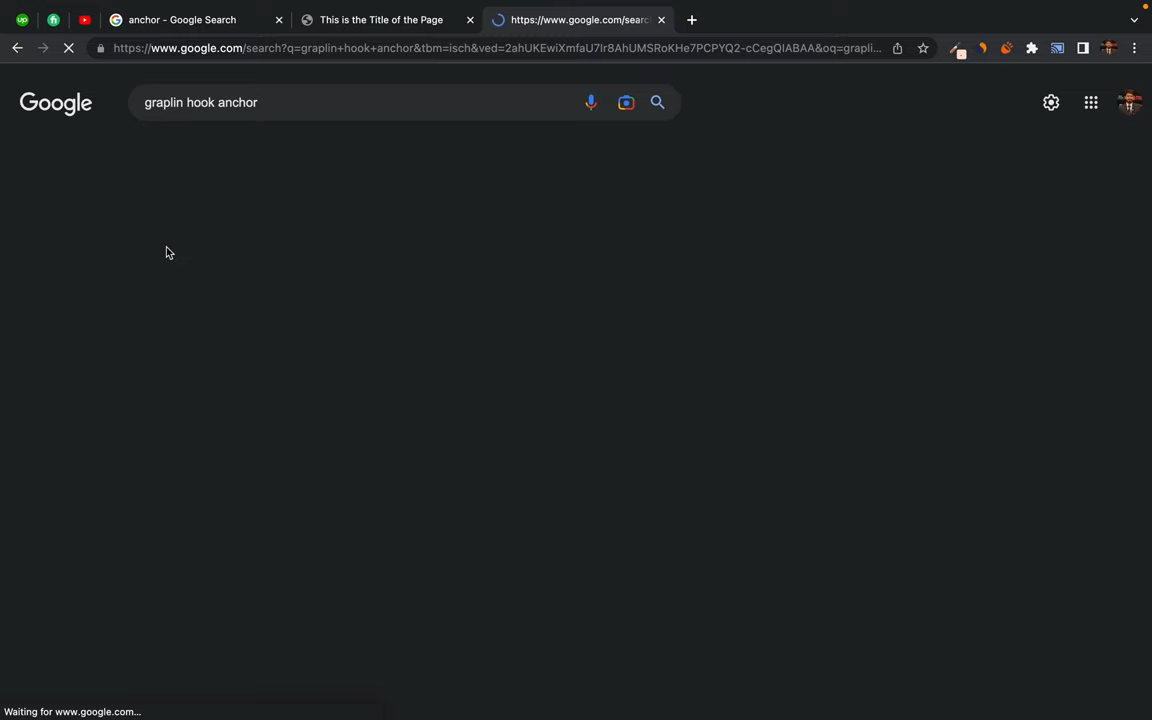 up
fi
anchor - Google Search
This is the Title of the Page
https://www.google.com/searc
https://www.google.com/search?q=graplin+hook+anchor&tbm=isch&ved=2ahUKEwiXmfaU7Ir8AhUMSRoKHe7PCPYQ2-cCegQIABAA&oq=grapli...
Google
graplin hook anchor
Waiting for www.google.com...